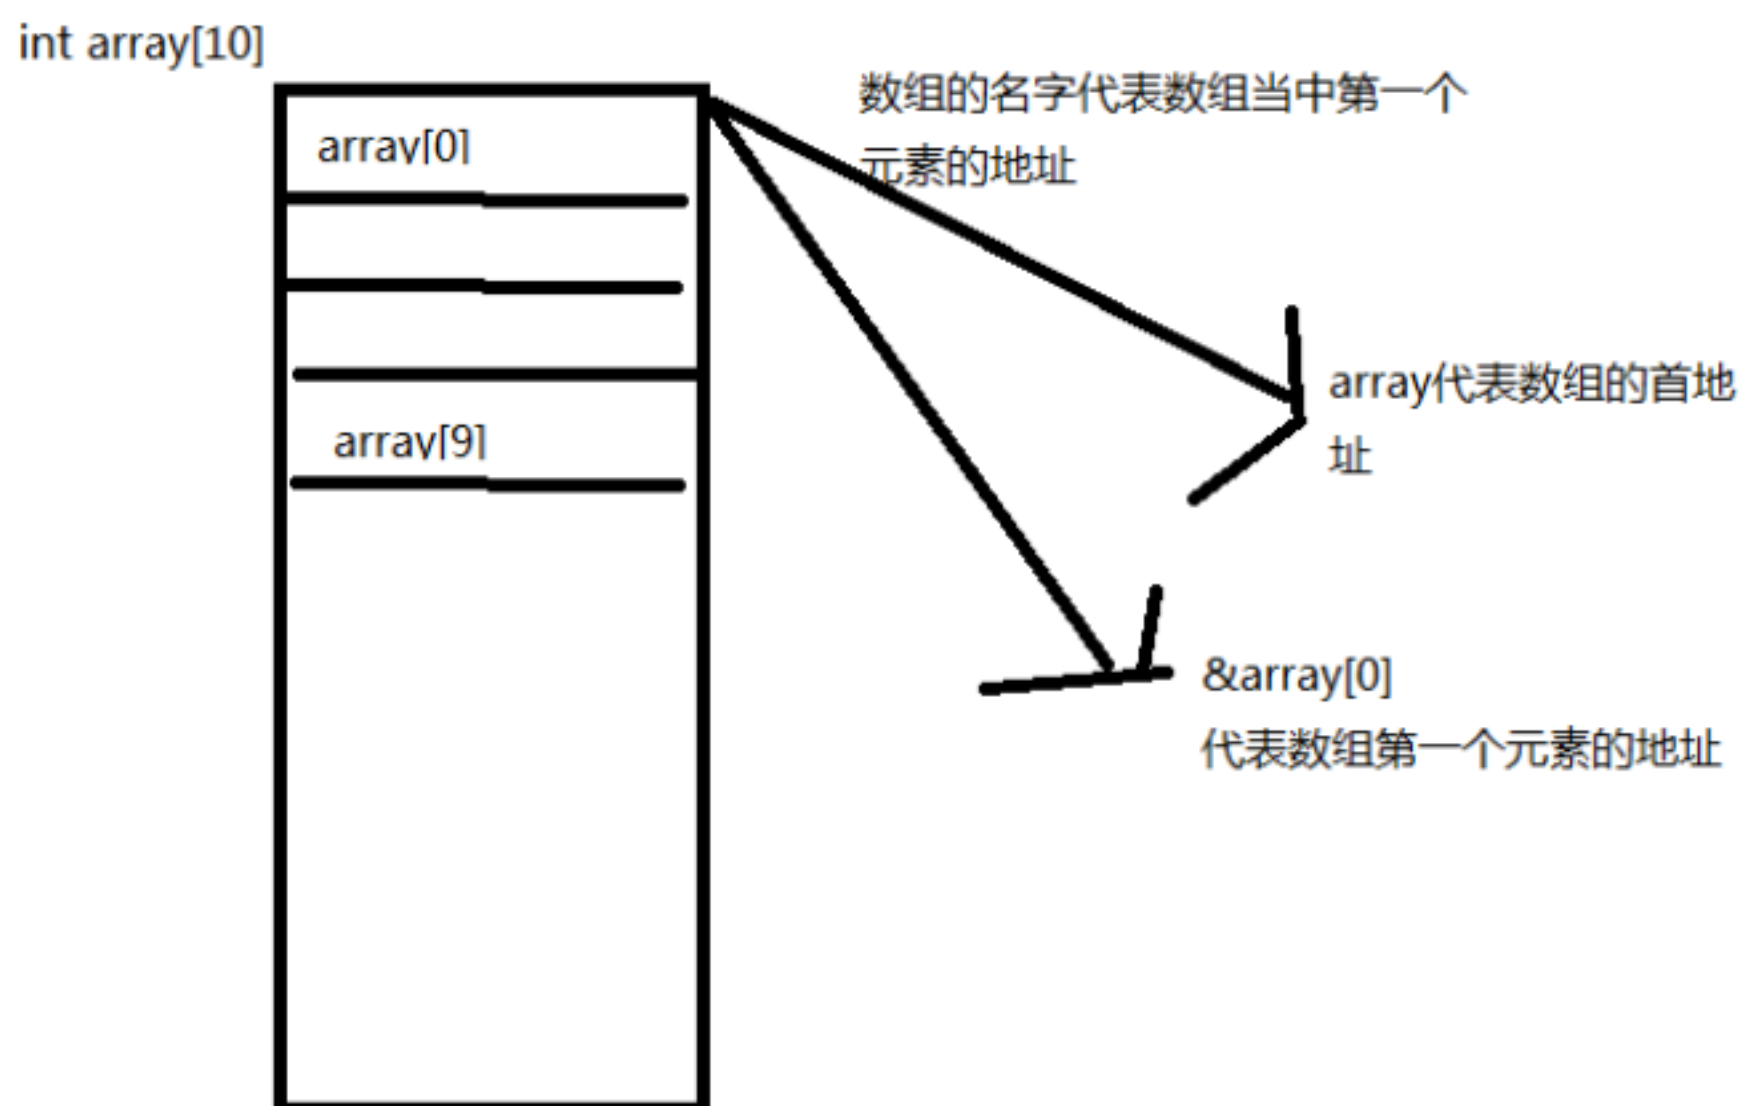 int array[10]
数组的名字代表数组当中第一个
元素的地址
array[0]
array代表数组的首地
址
array[9]
&array[0]
代表数组第一个元素的地址